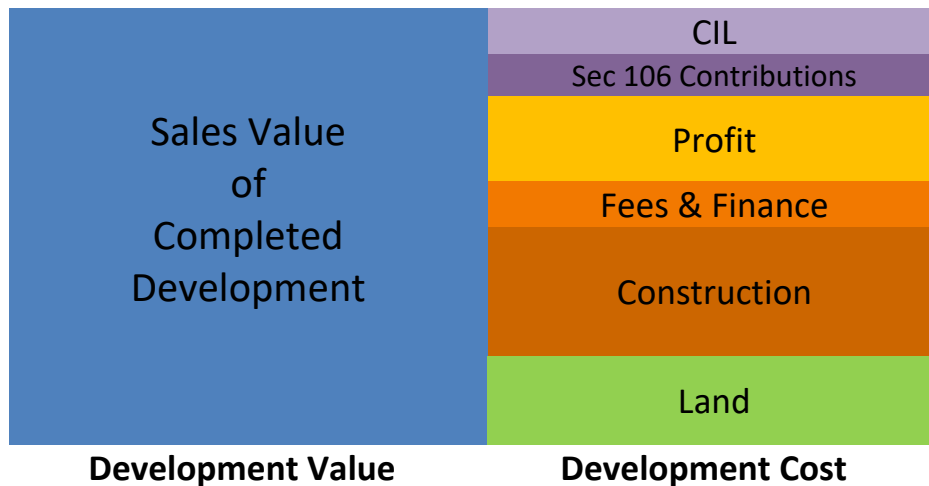 Sales Value
of
Completed
Development
CIL
Sec 106 Contributions
Profit
Fees & Finance
Construction
Land
Development Value
Development Cost